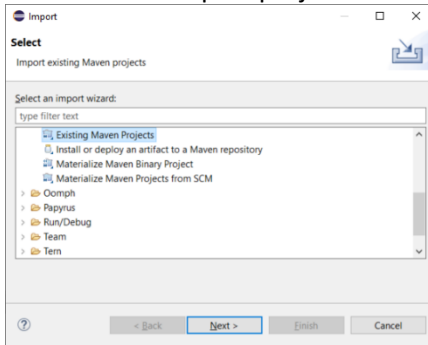 Import
Select
Import existing Maven projects
Select an import wizard:
type filter text
Existing Maven Projects
Install or deploy an artifact to a Maven repository
Materialize Maven Binary Project
Materialize Maven Projects from SCM
Oomph
Papyrus
Run/Debug
Team
Tern
< Back
Next >
Finish
Cancel